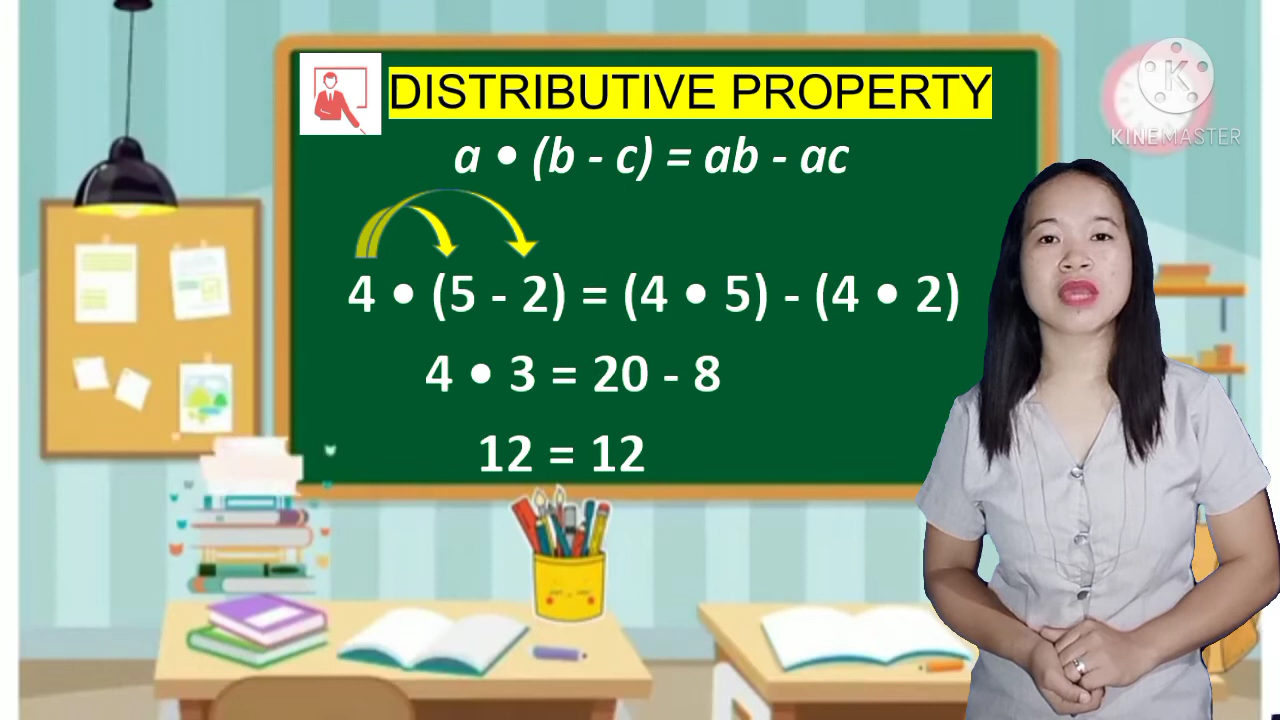 DISTRIBUTIVE PROPERTY
a • (b - c) = ab - ac
4 • (5 - 2) = (4 • 5) - (4 • 2)
4 • 3 = 20 - 8
12 = 12
K
KINEMASTER